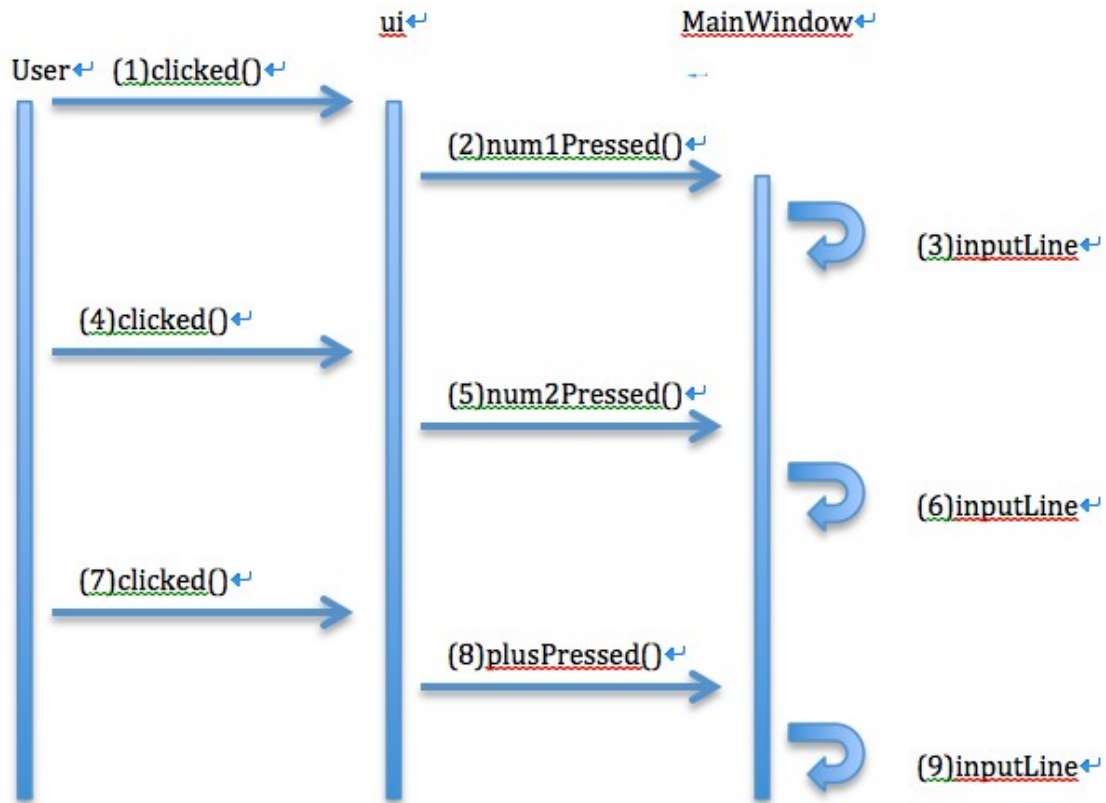 ui
MainWindow
User
(1)clicked()
(2)num1Pressed()
(3)inputLine
(4)clicked()
(5)num2Pressed()
(6)inputLine
(7)clicked()
(8)plusPressed()
(9)inputLine